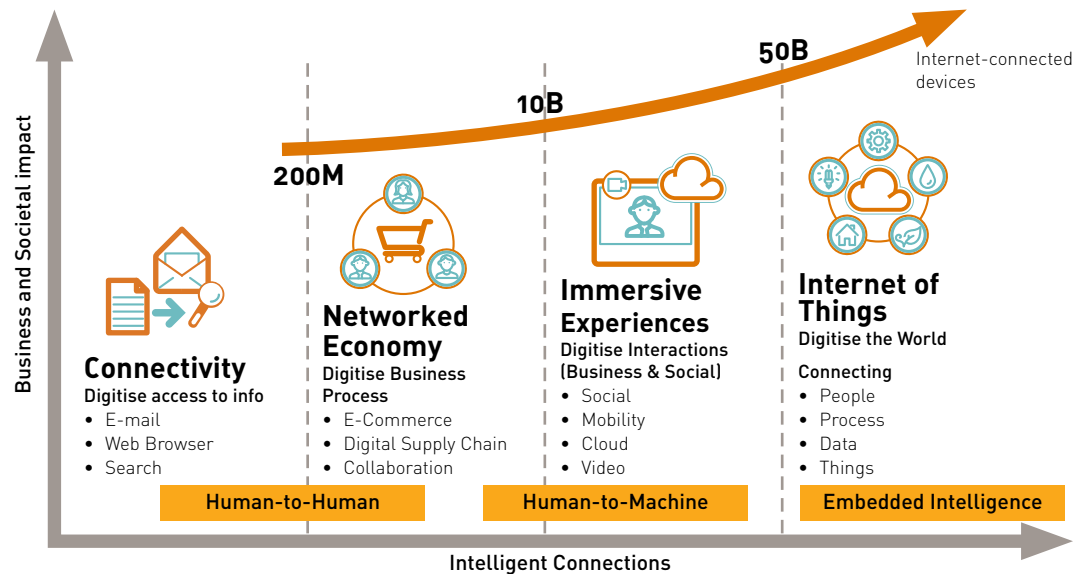 Business and Societal impact
200M
10B
50B
Internet-connected
devices
Connectivity
Digitise access to info
• E-mail
• Web Browser
• Search
Networked
Economy
Digitise Business
Process
• E-Commerce
• Digital Supply Chain
• Collaboration
Immersive
Experiences
Digitise Interactions
(Business & Social)
• Social
• Mobility
• Cloud
• Video
Internet of
Things
Digitise the World
Connecting
• People
• Process
• Data
• Things
Human-to-Human
Human-to-Machine
Embedded Intelligence
Intelligent Connections